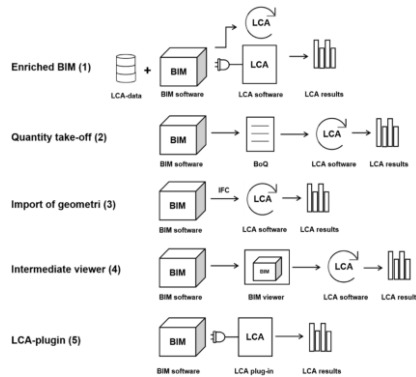 LCA
Enriched BIM (1)
+
BIM
LCA
LCA-data
BIM software
LCA software
LCA results
Quantity take-off (2)
BIM
LCA
BIM software
BoQ
LCA software
LCA results
Import of geometri (3)
BIM
IFC
LCA
BIM software
LCA software
LCA results
Intermediate viewer (4)
BIM
BIM
LCA
BIM software
BIM viewer
LCA software
LCA result
LCA-plugin (5)
BIM
LCA
BIM software
LCA plug-in
LCA results